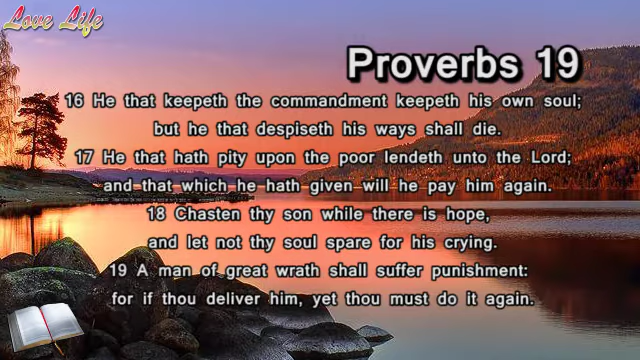 Love Life
Proverbs 19
16 He that keepeth the commandment keepeth his own soul;
but he that despiseth his ways shall die.
17 He that hath pity upon the poor lendeth unto the Lord;
and that which he hath given will he pay him again.
18 Chasten thy son while there is hope,
and let not thy soul spare for his crying.
19 A man of great wrath shall suffer punishment:
for if thou deliver him, yet thou must do it again.